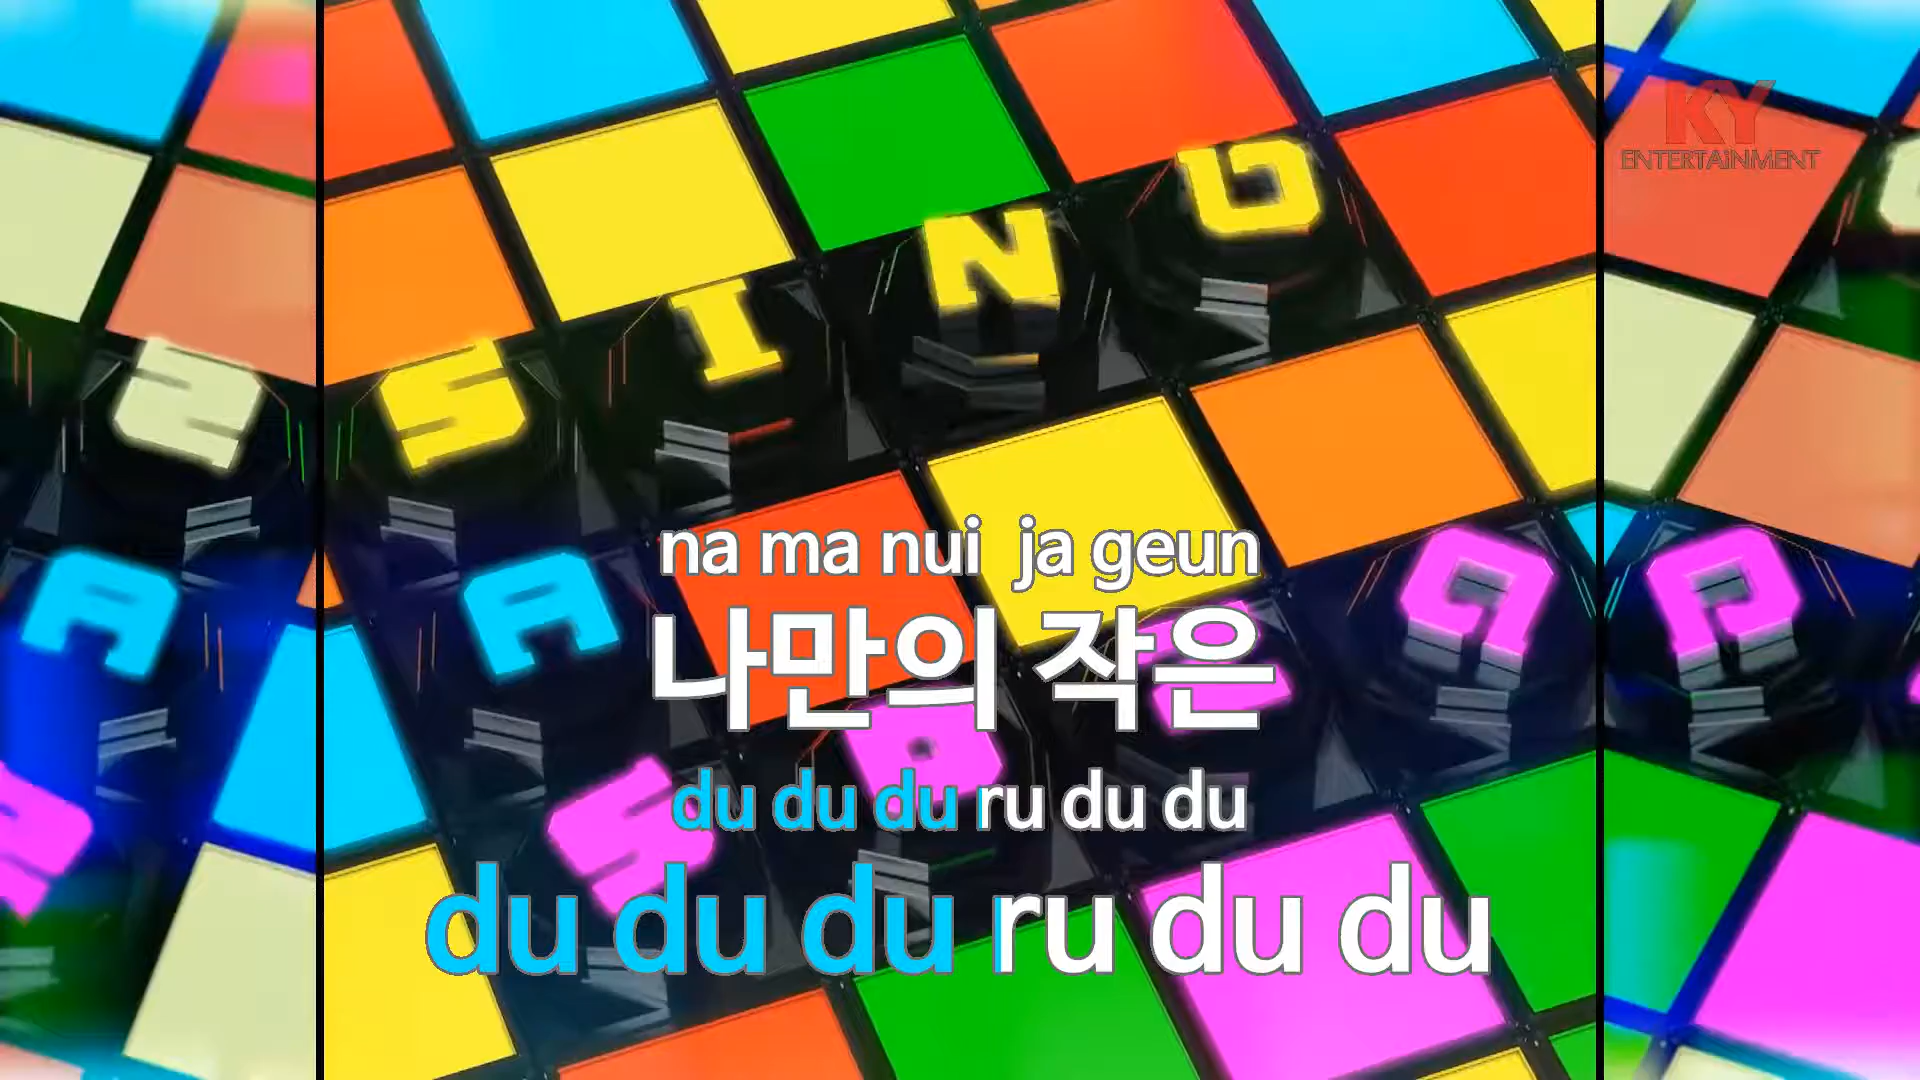 KY
ENTERTAiNMENT
SING
na ma nui ja geun
나만의 작은
du du du ru du du
du du du ru du du